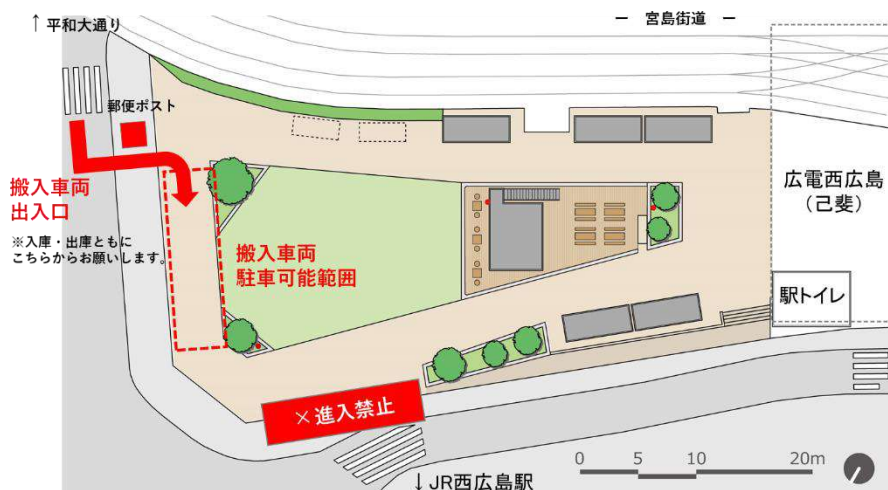 ↑ 平和大通り
ー 宮島街道 ー
郵便ポスト
搬入車両
出入口
※入庫・出庫ともに
こちらからお願いします。
搬入車両
駐車可能範囲
広電西広島
（己斐）
駅トイレ
×進入禁止
0 5 10 20m
↓JR西広島駅